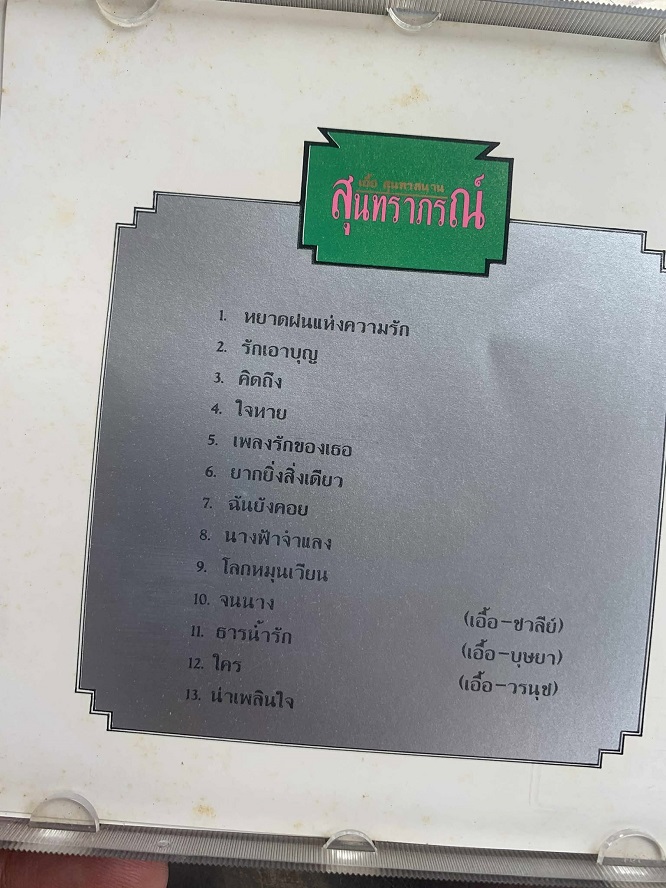 เอื้อ สุนทรสนาน
สุนทราภรณ์
1. หยาดฝนแห่งความรัก
2. รักเอาบุญ
3. คิดถึง
4. ใจหาย
5. เพลงรักของเธอ
6. ยากยิ่งสิ่งเดียว
7. ฉันยังคอย
8. นางฟ้าจำแลง
9. โลกหมุนเวียน
10. จนนาง (เอื้อ-ชวลีย์)
11. ธารน้ำรัก (เอื้อ-บุษยา)
12. ใคร (เอื้อ-วรนุช)
13. น่าเพลินใจ